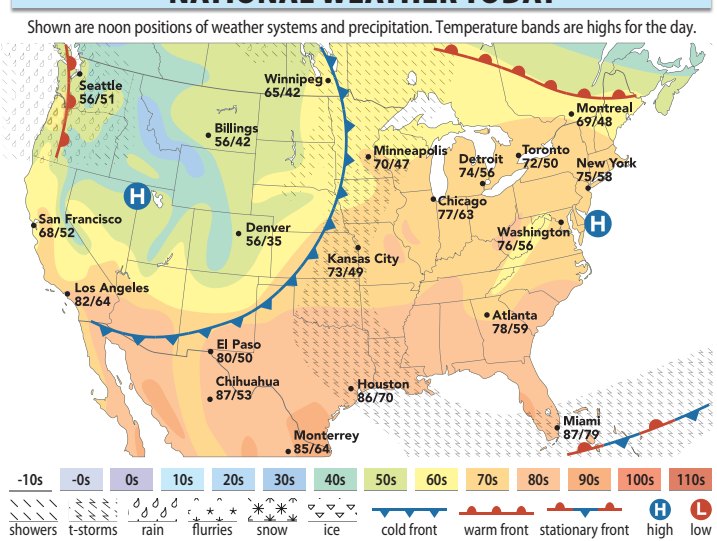 NATIONAL WEATHER TODAY
Shown are noon positions of weather systems and precipitation. Temperature bands are highs for the day.
Seattle
56/51
Winnipeg
65/42
Billings
56/42
Montreal
69/48
Minneapolis
70/47
Detroit
74/56
Toronto
72/50
New York
75/58
H
Chicago
77/63
San Francisco
68/52
Denver
56/35
Washington
76/56
H
Kansas City
73/49
Los Angeles
82/64
Atlanta
78/59
El Paso
80/50
Chihuahua
87/53
Houston
86/70
Monterrey
85/64
Miami
87/79
-10s -0s 0s 10s 20s 30s 40s 50s 60s 70s 80s 90s 100s 110s
H L
showers t-storms rain flurries snow ice cold front warm front stationary front high low